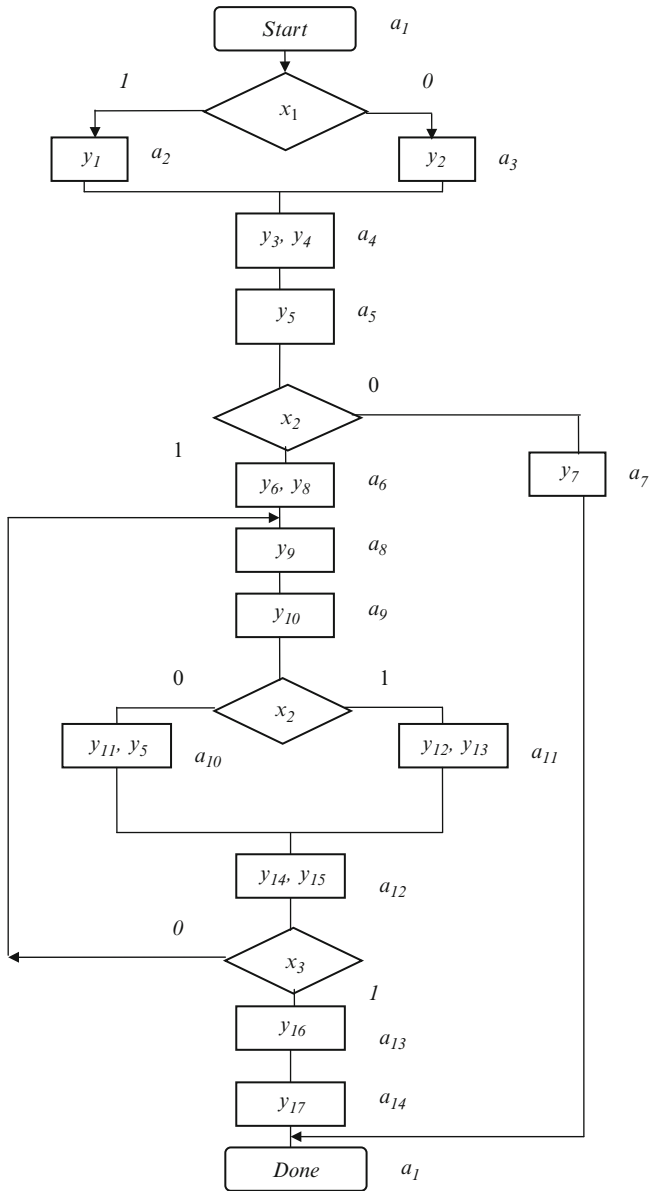 Start a1
1 0
x1
y1 a2 y2 a3
y3, y4 a4
y5 a5
0
x2
1
y6, y8 a6 y7 a7
y9 a8
y10 a9
0 1
x2
y11, y5 a10 y12, y13 a11
y14, y15 a12
0
x3
1
y16 a13
y17 a14
Done a1